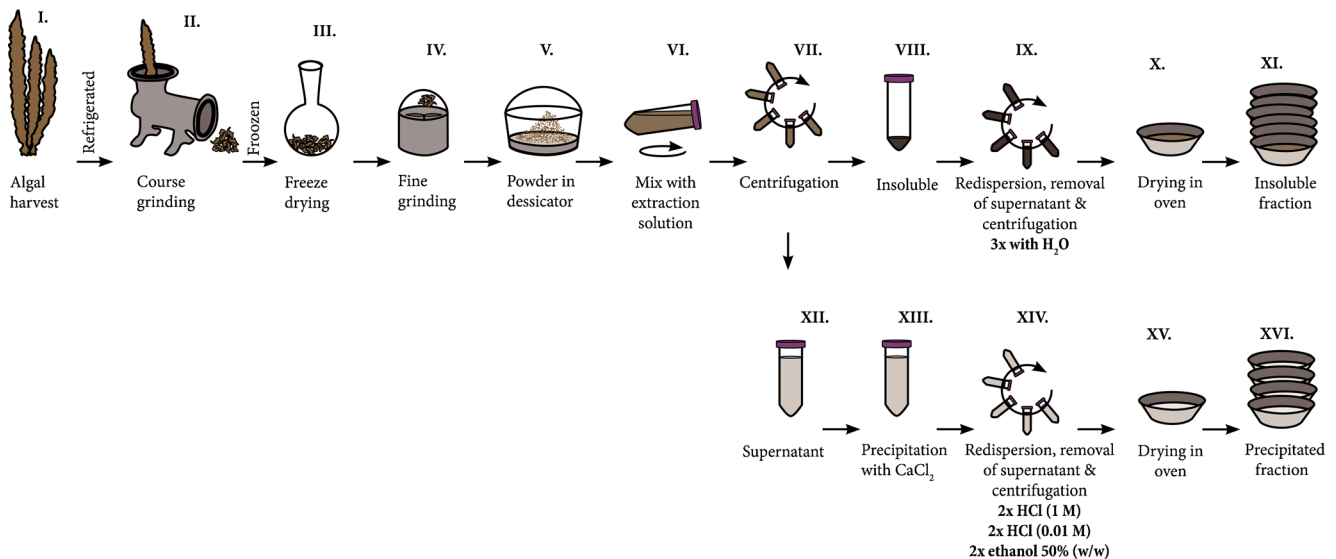 I.
II.
III.
IV.
V.
VI.
VII.
VIII.
IX.
X.
XI.
Refrigerated
Froozen
Algal
harvest
Course
grinding
Freeze
drying
Fine
grinding
Powder in
dessicator
Mix with
extraction
solution
Centrifugation
Insoluble
Redispersion, removal
of supernatant &
centrifugation
3x with H₂O
Drying in
oven
Insoluble
fraction
XII.
XIII.
XIV.
XV.
XVI.
Supernatant
Precipitation
with CaCl₂
Redispersion, removal
of supernatant &
centrifugation
2x HCl (1 M)
2x HCl (0.01 M)
2x ethanol 50% (w/w)
Drying in
oven
Precipitated
fraction